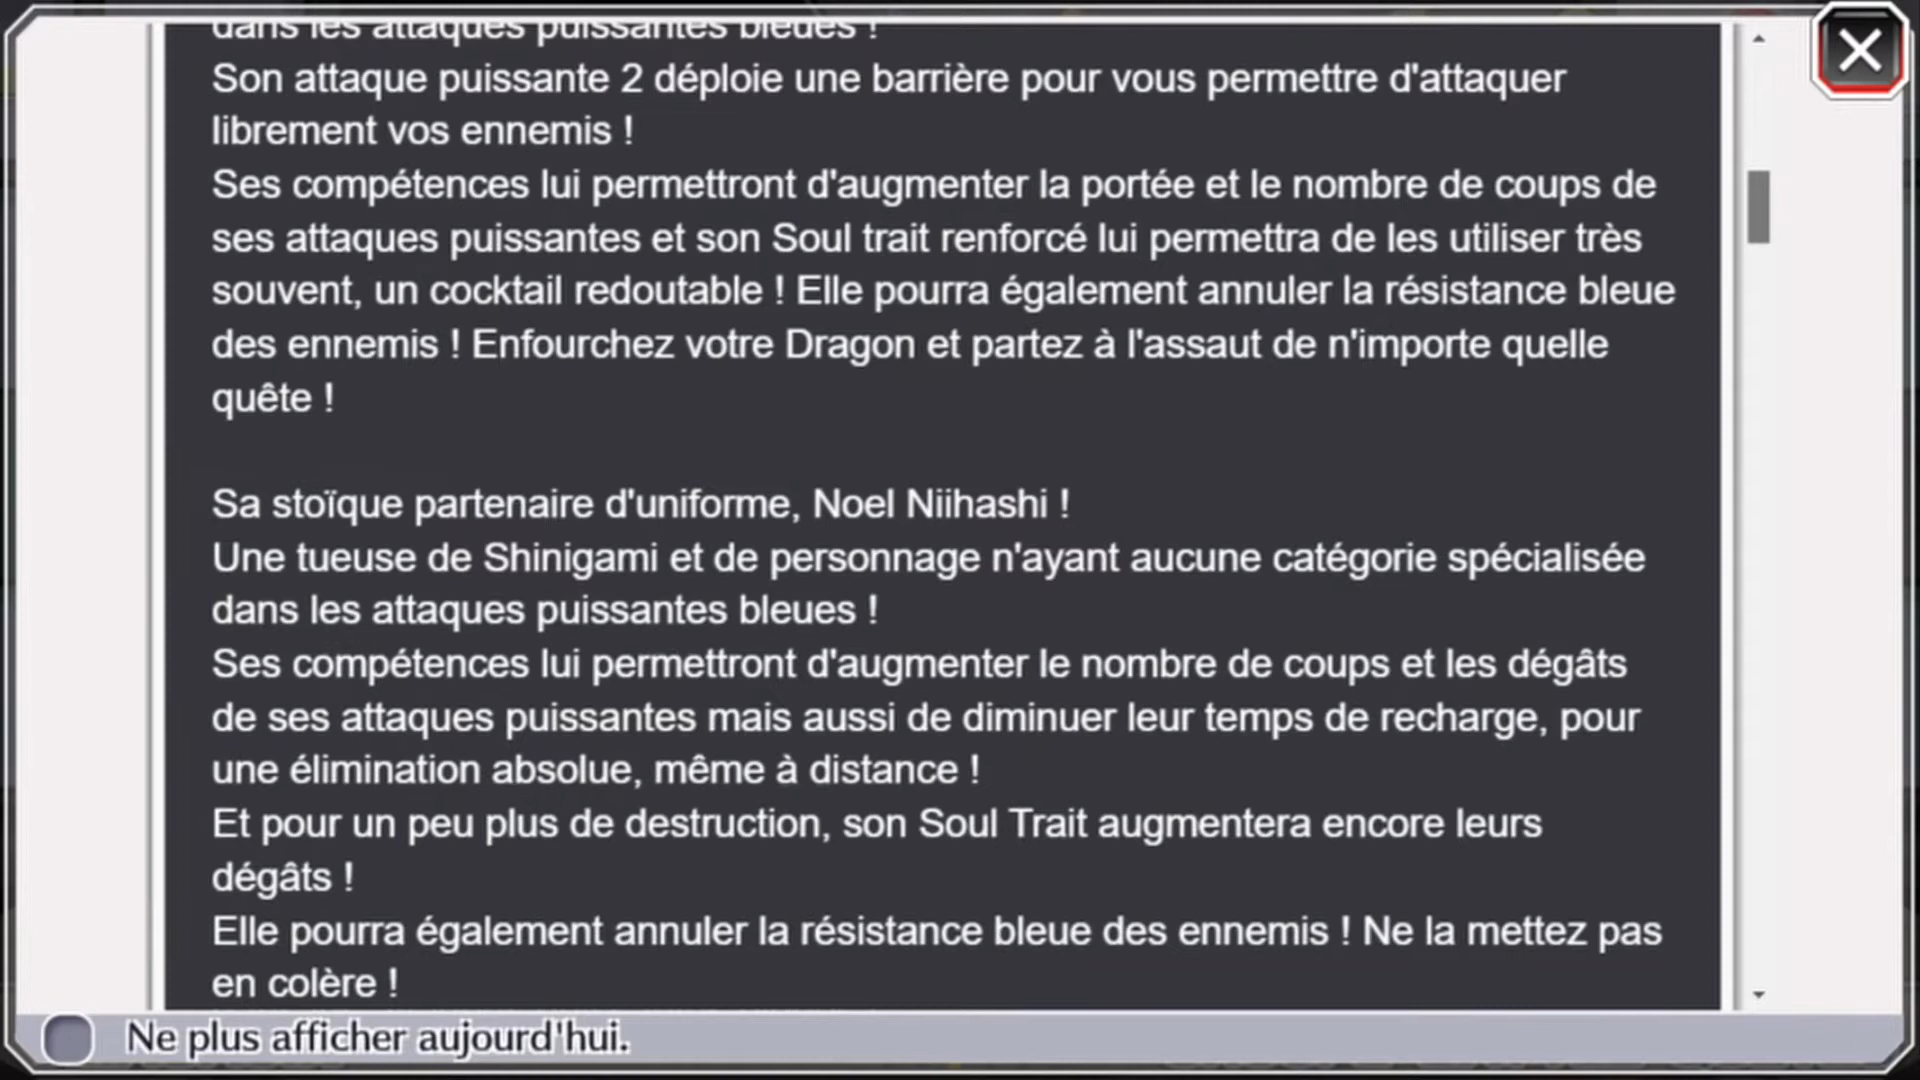 dans les attaques puissantes bleues !
Son attaque puissante 2 déploie une barrière pour vous permettre d'attaquer
librement vos ennemis !
Ses compétences lui permettront d'augmenter la portée et le nombre de coups de
ses attaques puissantes et son Soul trait renforcé lui permettra de les utiliser très
souvent, un cocktail redoutable ! Elle pourra également annuler la résistance bleue
des ennemis ! Enfourchez votre Dragon et partez à l'assaut de n'importe quelle
quête !
Sa stoïque partenaire d'uniforme, Noel Niihashi !
Une tueuse de Shinigami et de personnage n'ayant aucune catégorie spécialisée
dans les attaques puissantes bleues !
Ses compétences lui permettront d'augmenter le nombre de coups et les dégâts
de ses attaques puissantes mais aussi de diminuer leur temps de recharge, pour
une élimination absolue, même à distance !
Et pour un peu plus de destruction, son Soul Trait augmentera encore leurs
dégâts !
Elle pourra également annuler la résistance bleue des ennemis ! Ne la mettez pas
en colère !
Ne plus afficher aujourd'hui.